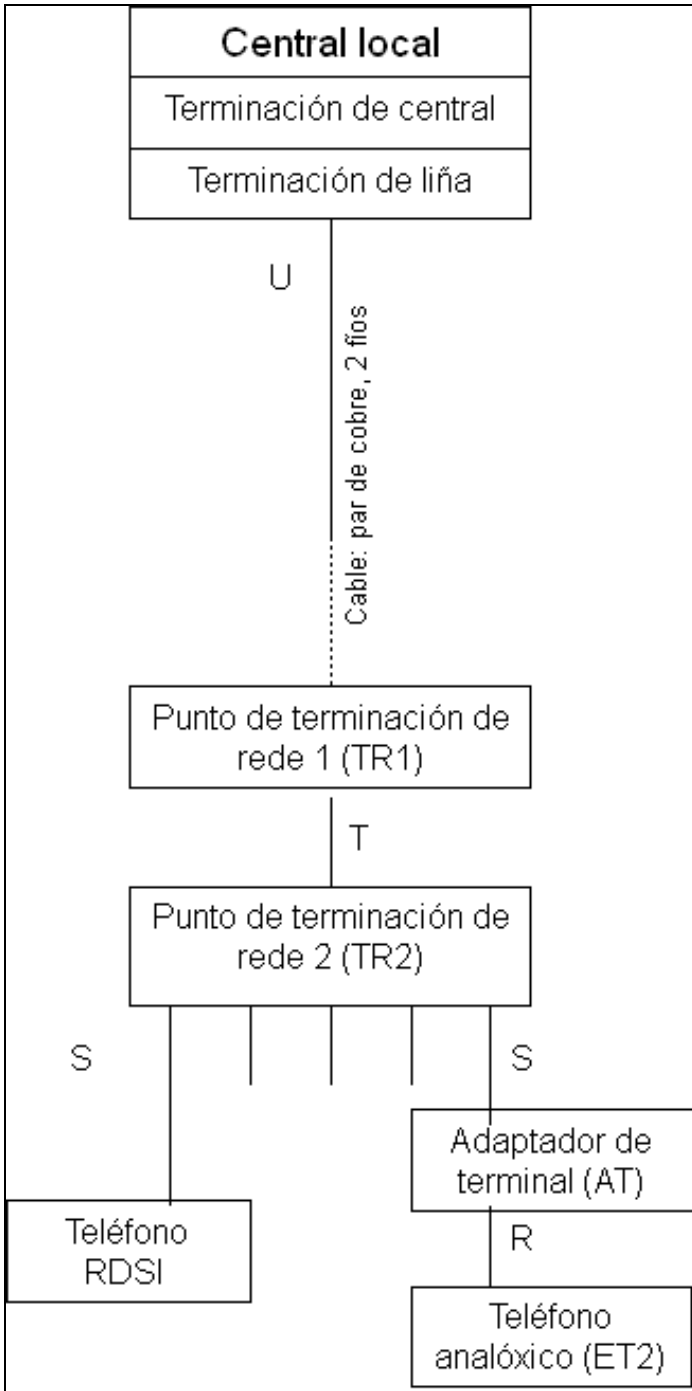 Central local
Terminación de central
Terminación de liña
U
Cable: par de cobre, 2 fíos
Punto de terminación de
rede 1 (TR1)
T
Punto de terminación de
rede 2 (TR2)
S
S
Adaptador de
terminal (AT)
Teléfono
RDSI
R
Teléfono
analóxico (ET2)